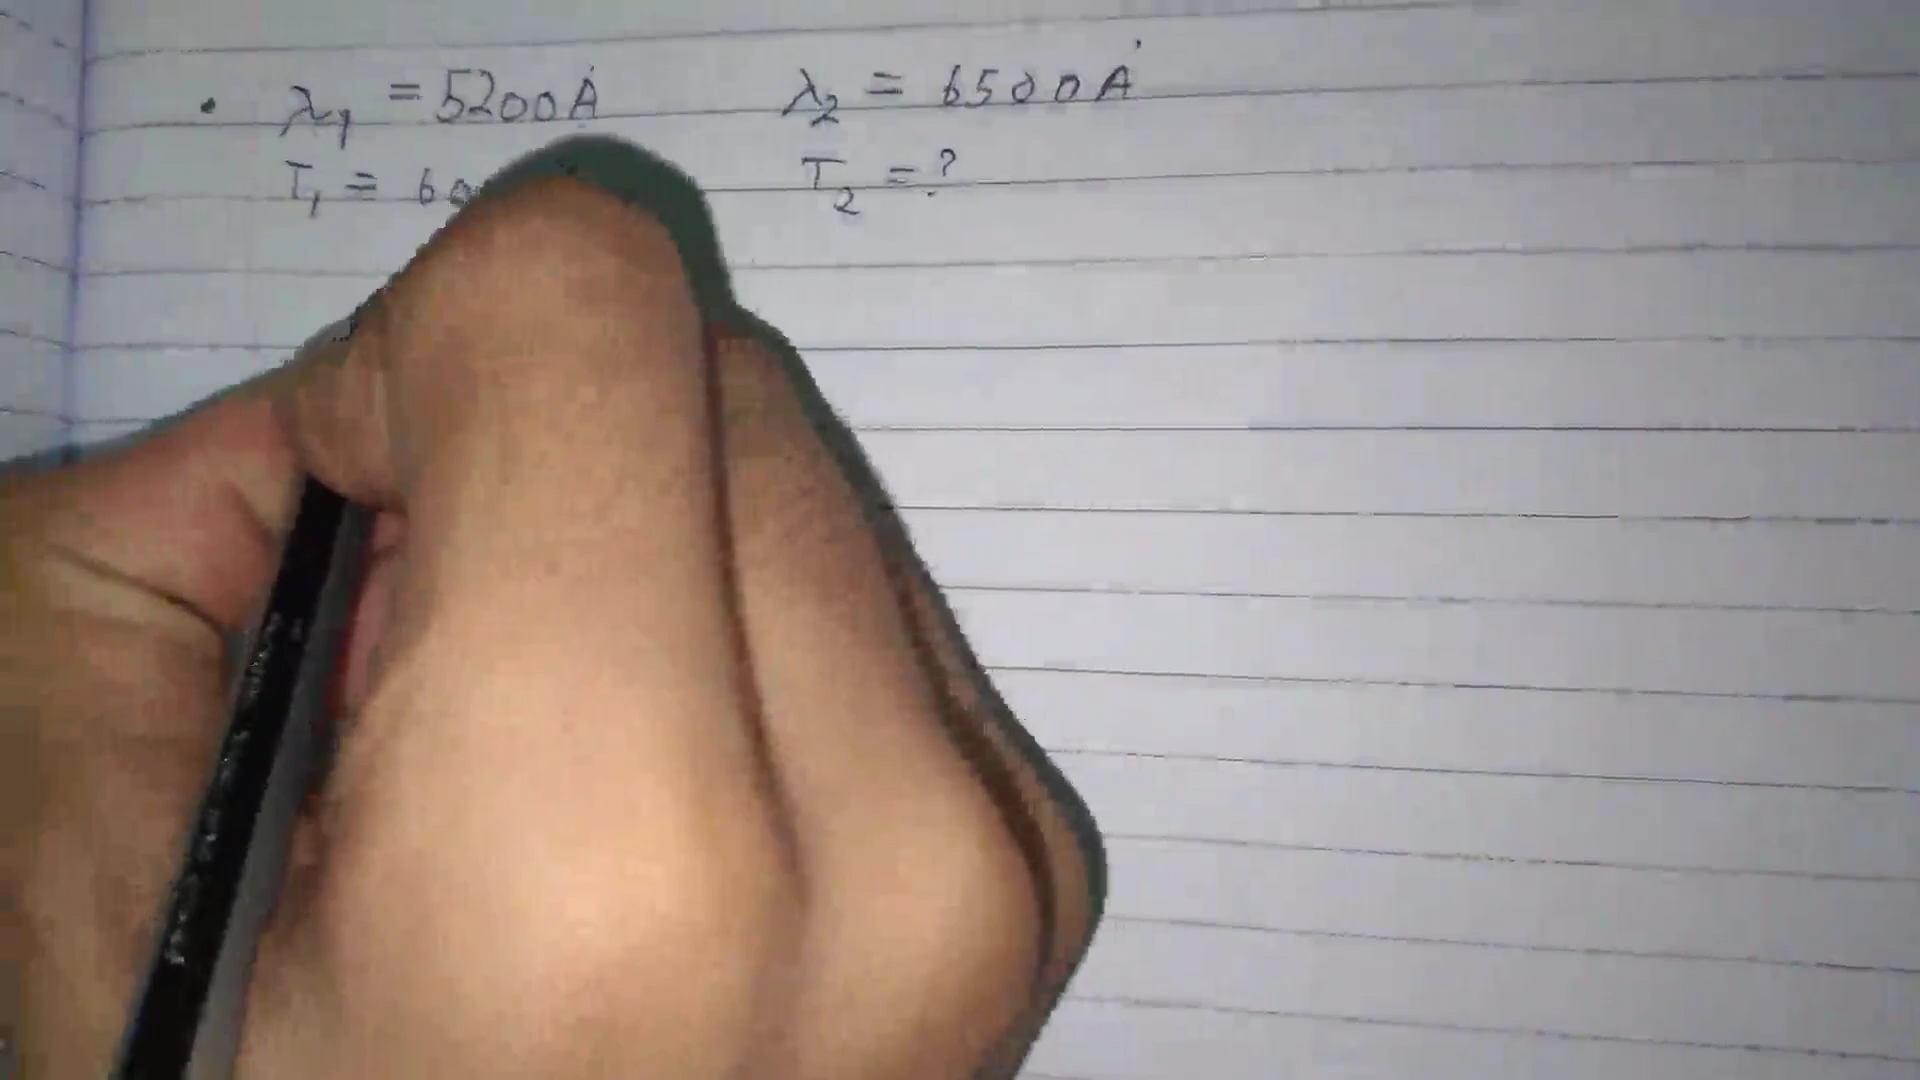 • λ₁ = 5200Å λ₂ = 6500Å
T₁ = 60 T₂ = ?